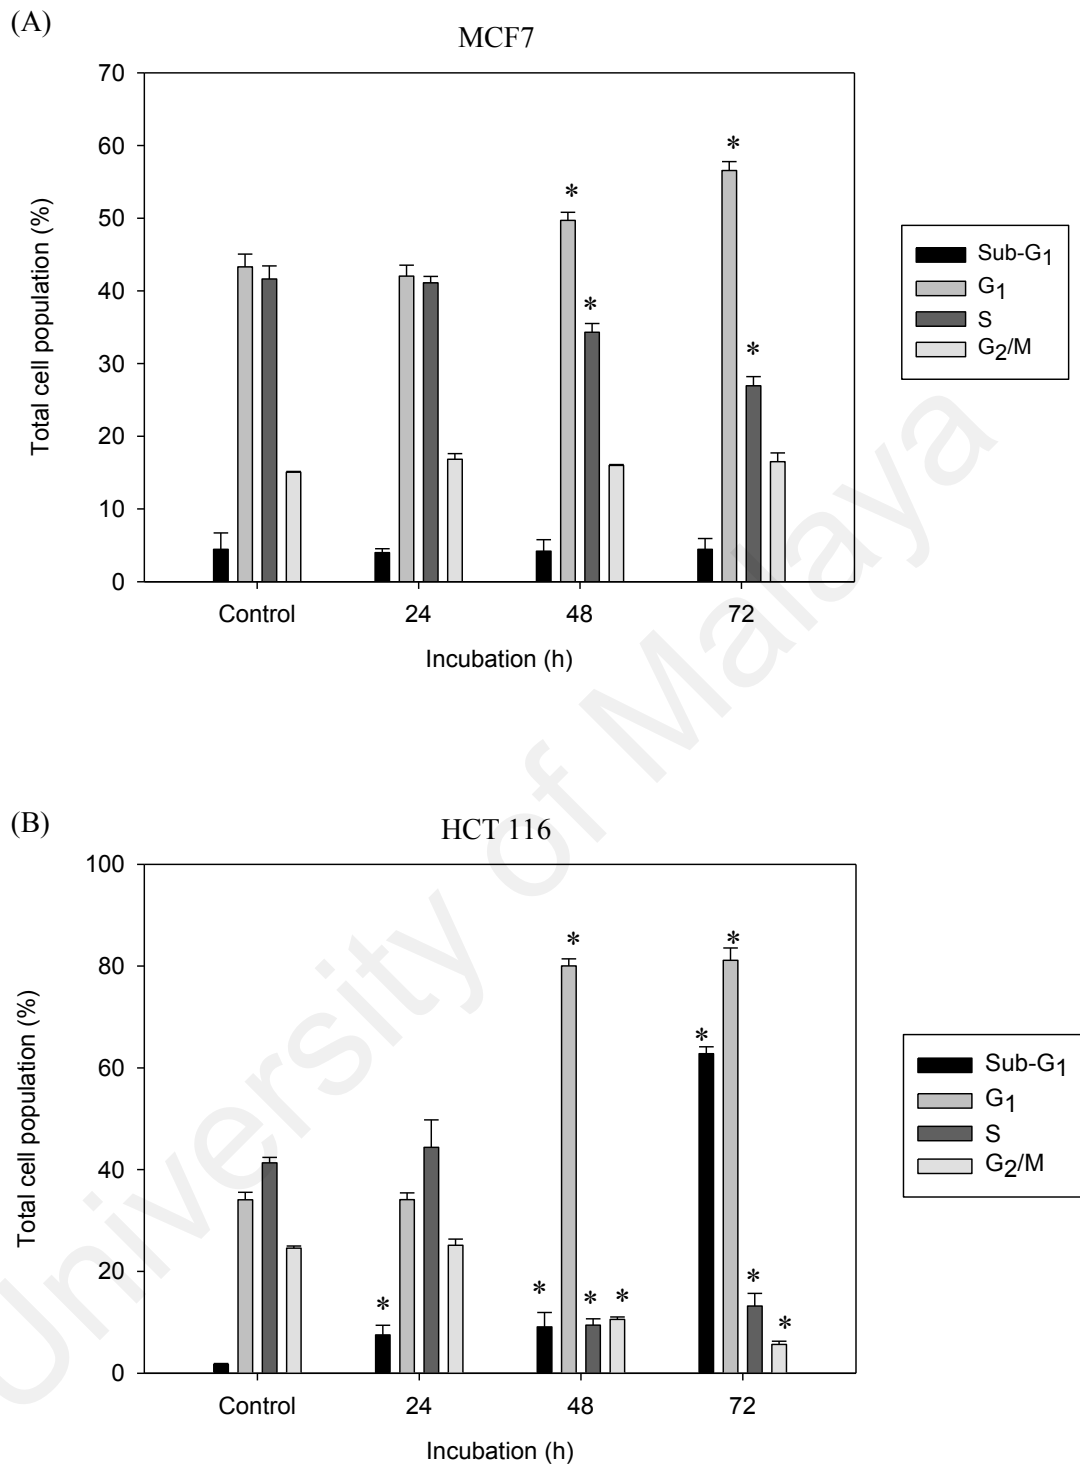 (A)
MCF7
70
60
50
40
30
20
10
0
Total cell population (%)
*
*
*
*
Control 24 48 72
Incubation (h)
Sub-G1
G1
S
G2/M
(B)
HCT 116
100
80
60
40
20
0
Total cell population (%)
*
*
*
*
*
*
*
*
*
Control 24 48 72
Incubation (h)
Sub-G1
G1
S
G2/M
University of Malaya